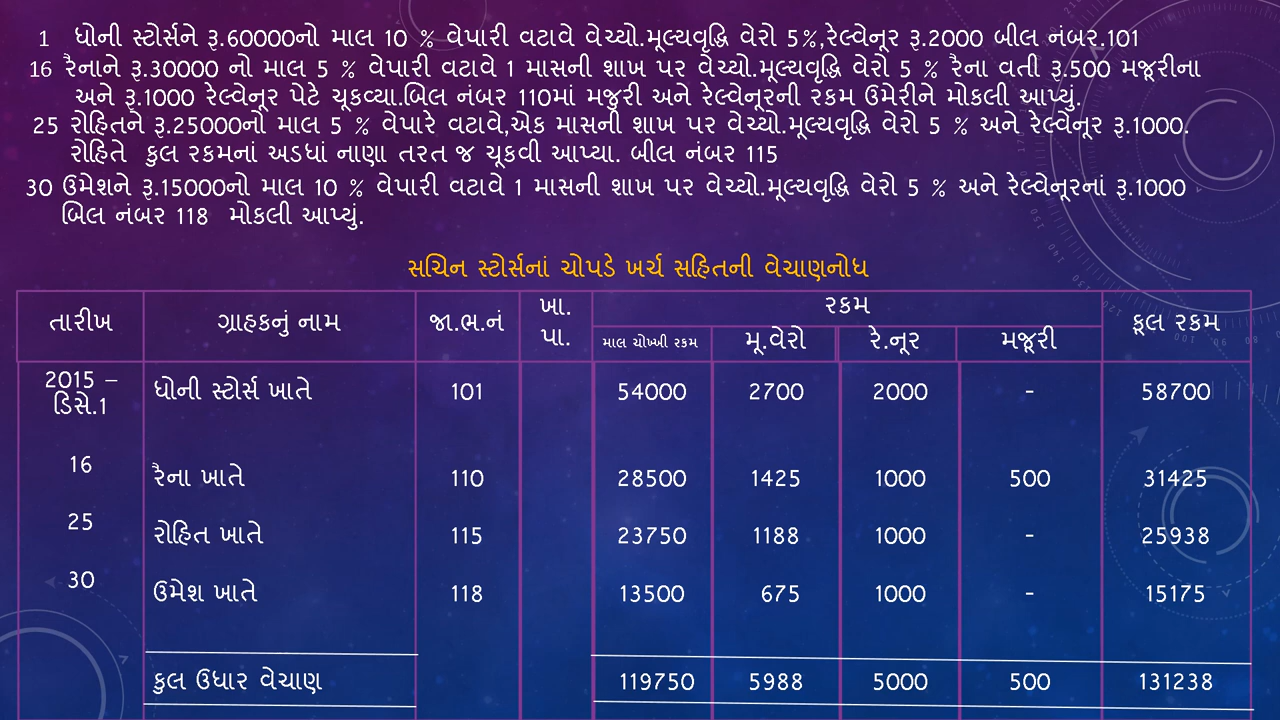 1 ધોની સ્ટોર્સને રૂ.60000નો માલ 10 % વેપારી વટાવે વેચ્યો.મૂલ્યવૃદ્ધિ વેરો 5%,રેલ્વેનૂર રૂ.2000 બીલ નંબર.101
16 રૈનાને રૂ.30000 નો માલ 5 % વેપારી વટાવે 1 માસની શાખ પર વેચ્યો.મૂલ્યવૃદ્ધિ વેરો 5 % રૈના વતી રૂ.500 મજૂરીના
અને રૂ.1000 રેલ્વેનૂર પેટે ચૂકવ્યા.બિલ નંબર 110માં મજુરી અને રેલ્વેનૂરની રકમ ઉમેરીને મોકલી આપ્યું.
25 રોહિતને રૂ.25000નો માલ 5 % વેપારે વટાવે,એક માસની શાખ પર વેચ્યો.મૂલ્યવૃદ્ધિ વેરો 5 % અને રેલ્વેનૂર રૂ.1000.
રોહિતે કુલ રકમનાં અડધાં નાણા તરત જ ચૂકવી આપ્યા. બીલ નંબર 115
30 ઉમેશને રૂ.15000નો માલ 10 % વેપારી વટાવે 1 માસની શાખ પર વેચ્યો.મૂલ્યવૃદ્ધિ વેરો 5 % અને રેલ્વેનૂરનાં રૂ.1000
બિલ નંબર 118 મોકલી આપ્યું.
સચિન સ્ટોર્સનાં ચોપડે ખર્ચ સહિતની વેચાણનોધ
તારીખ ગ્રાહકનું નામ જા.ભ.નં ખા. પા. રકમ કૂલ રકમ
માલ ચોખ્ખી રકમ મૂ.વેરો રે.નૂર મજૂરી
2015 – ડિસે.1 ધોની સ્ટોર્સ ખાતે 101 54000 2700 2000 - 58700
16 રૈના ખાતે 110 28500 1425 1000 500 31425
25 રોહિત ખાતે 115 23750 1188 1000 - 25938
30 ઉમેશ ખાતે 118 13500 675 1000 - 15175
કુલ ઉધાર વેચાણ 119750 5988 5000 500 131238